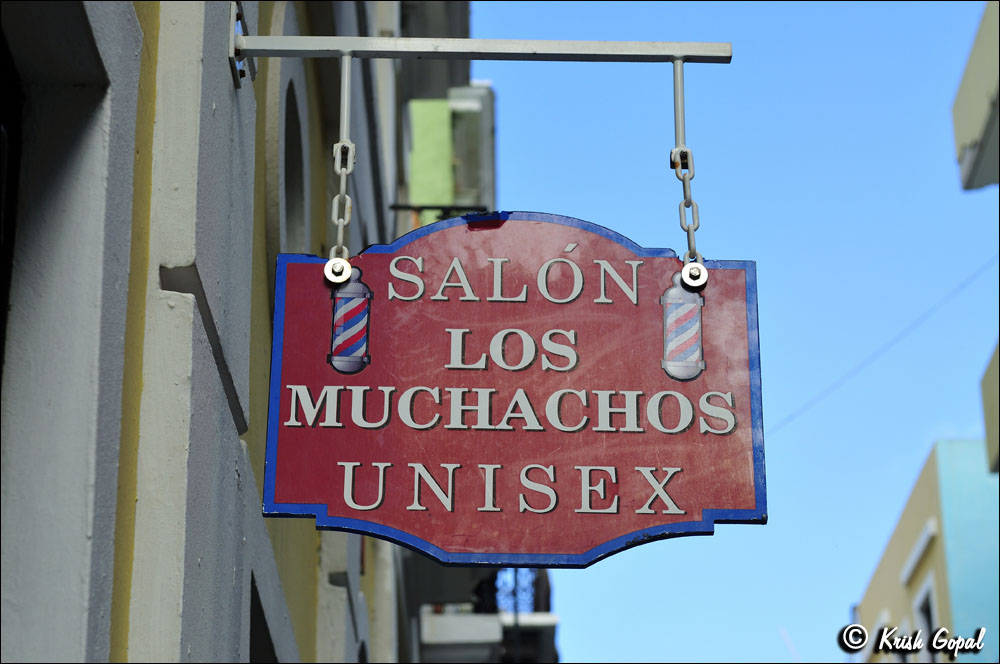 SALÓN
LOS
MUCHACHOS
UNISEX
© Krish Gopal